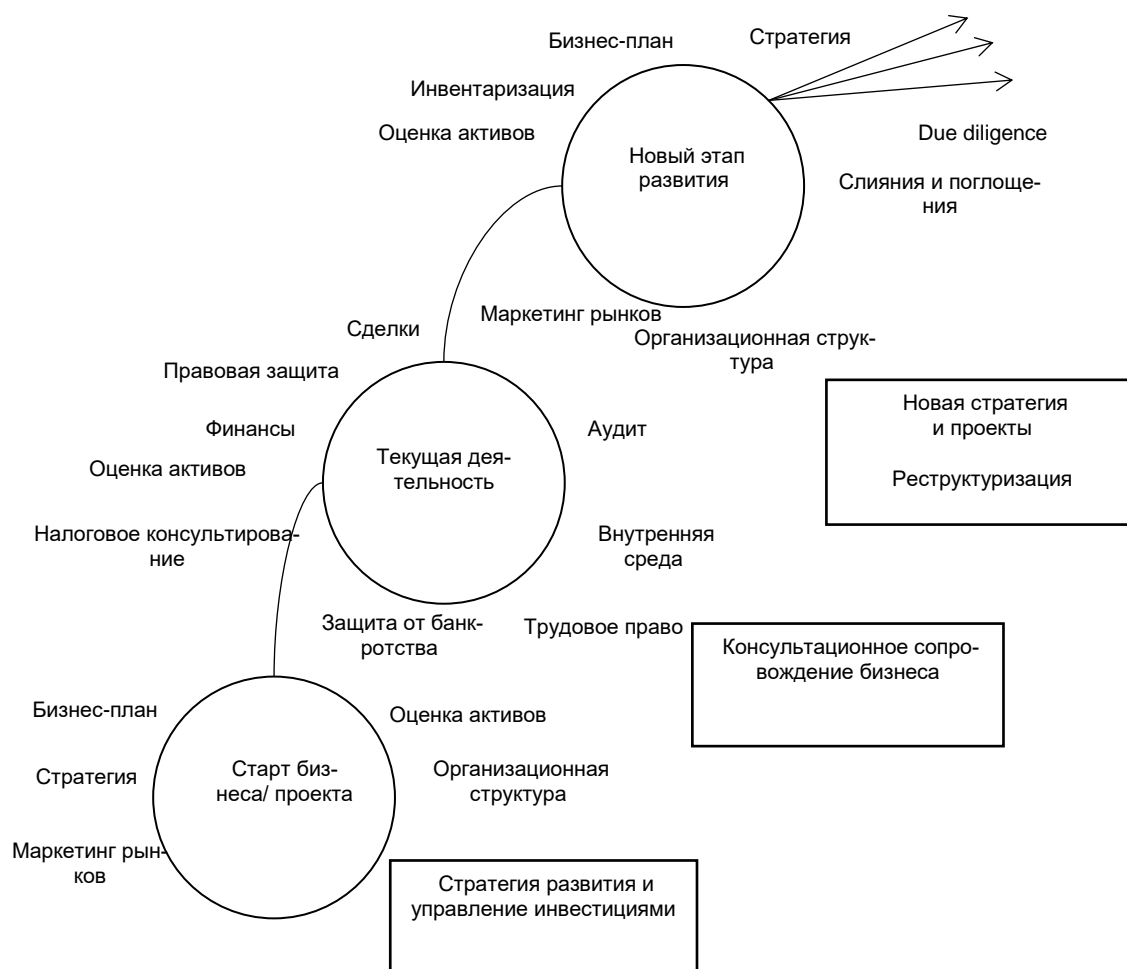 Бизнес-план
Стратегия
Инвентаризация
Оценка активов
Новый этап
развития
Due diligence
Слияния и поглоще-
ния
Маркетинг рынков
Организационная струк-
тура
Сделки
Правовая защита
Финансы
Оценка активов
Налоговое консультирова-
ние
Текущая дея-
тельность
Аудит
Внутренняя
среда
Защита от банк-
ротства
Трудовое право
Новая стратегия
и проекты
Реструктуризация
Консультационное сопро-
вождение бизнеса
Бизнес-план
Стратегия
Маркетинг рын-
ков
Старт биз-
неса/ проекта
Оценка активов
Организационная
структура
Стратегия развития и
управление инвестициями